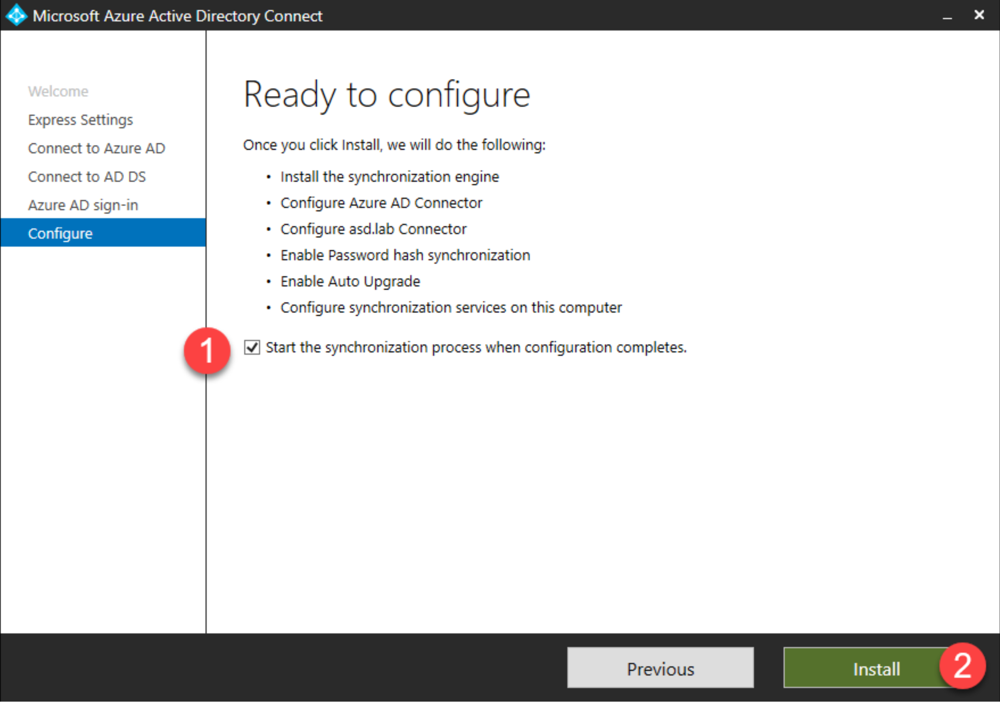 Microsoft Azure Active Directory Connect
Welcome
Express Settings
Connect to Azure AD
Connect to AD DS
Azure AD sign-in
Configure
Ready to configure
Once you click Install, we will do the following:
• Install the synchronization engine
• Configure Azure AD Connector
• Configure asd.lab Connector
• Enable Password hash synchronization
• Enable Auto Upgrade
• Configure synchronization services on this computer
1
Start the synchronization process when configuration completes.
Previous
Install
2